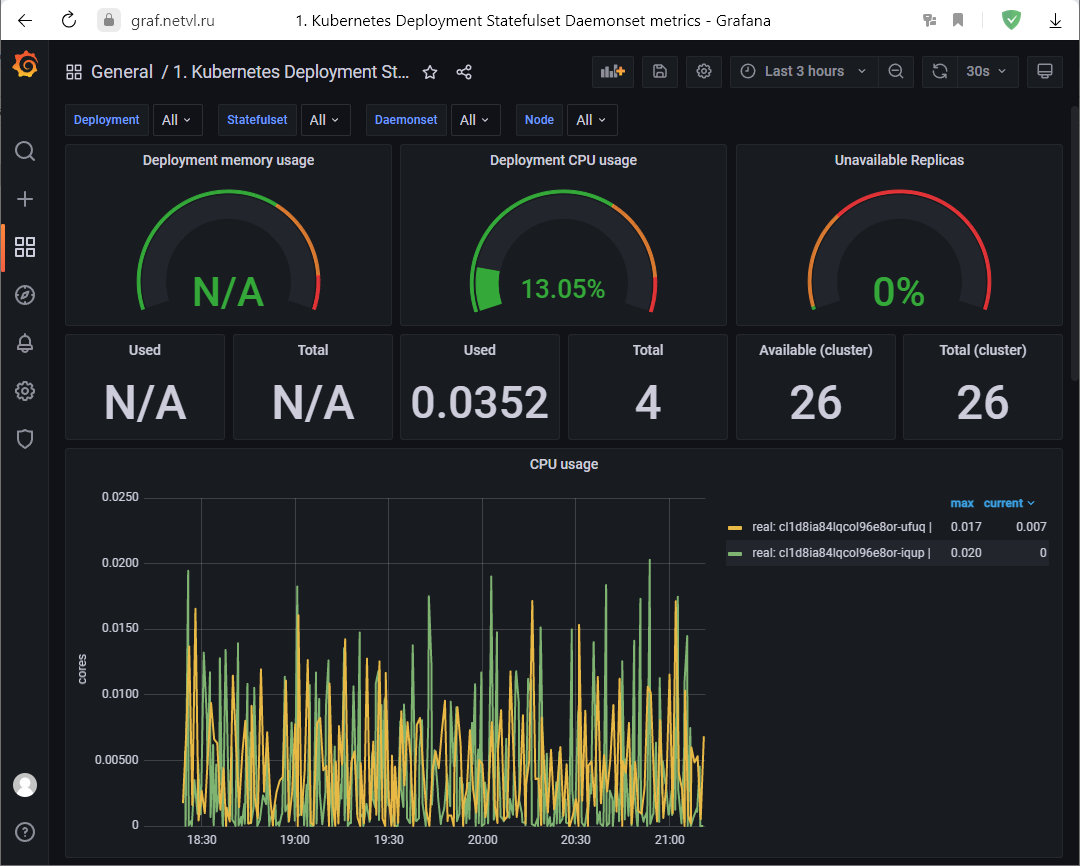 graf.netvl.ru
1. Kubernetes Deployment Statefulset Daemonset metrics - Grafana
General / 1. Kubernetes Deployment St...
Last 3 hours
30s
Deployment All
Statefulset All
Daemonset All
Node All
Deployment memory usage
N/A
Deployment CPU usage
13.05%
Unavailable Replicas
0%
Used
N/A
Total
N/A
Used
0.0352
Total
4
Available (cluster)
26
Total (cluster)
26
CPU usage
cores
0.0250
0.0200
0.0150
0.0100
0.00500
0
18:30 19:00 19:30 20:00 20:30 21:00
max current
real: cl1d8ia84lqcol96e8or-ufuq | 0.017 0.007
real: cl1d8ia84lqcol96e8or-iqup | 0.020 0